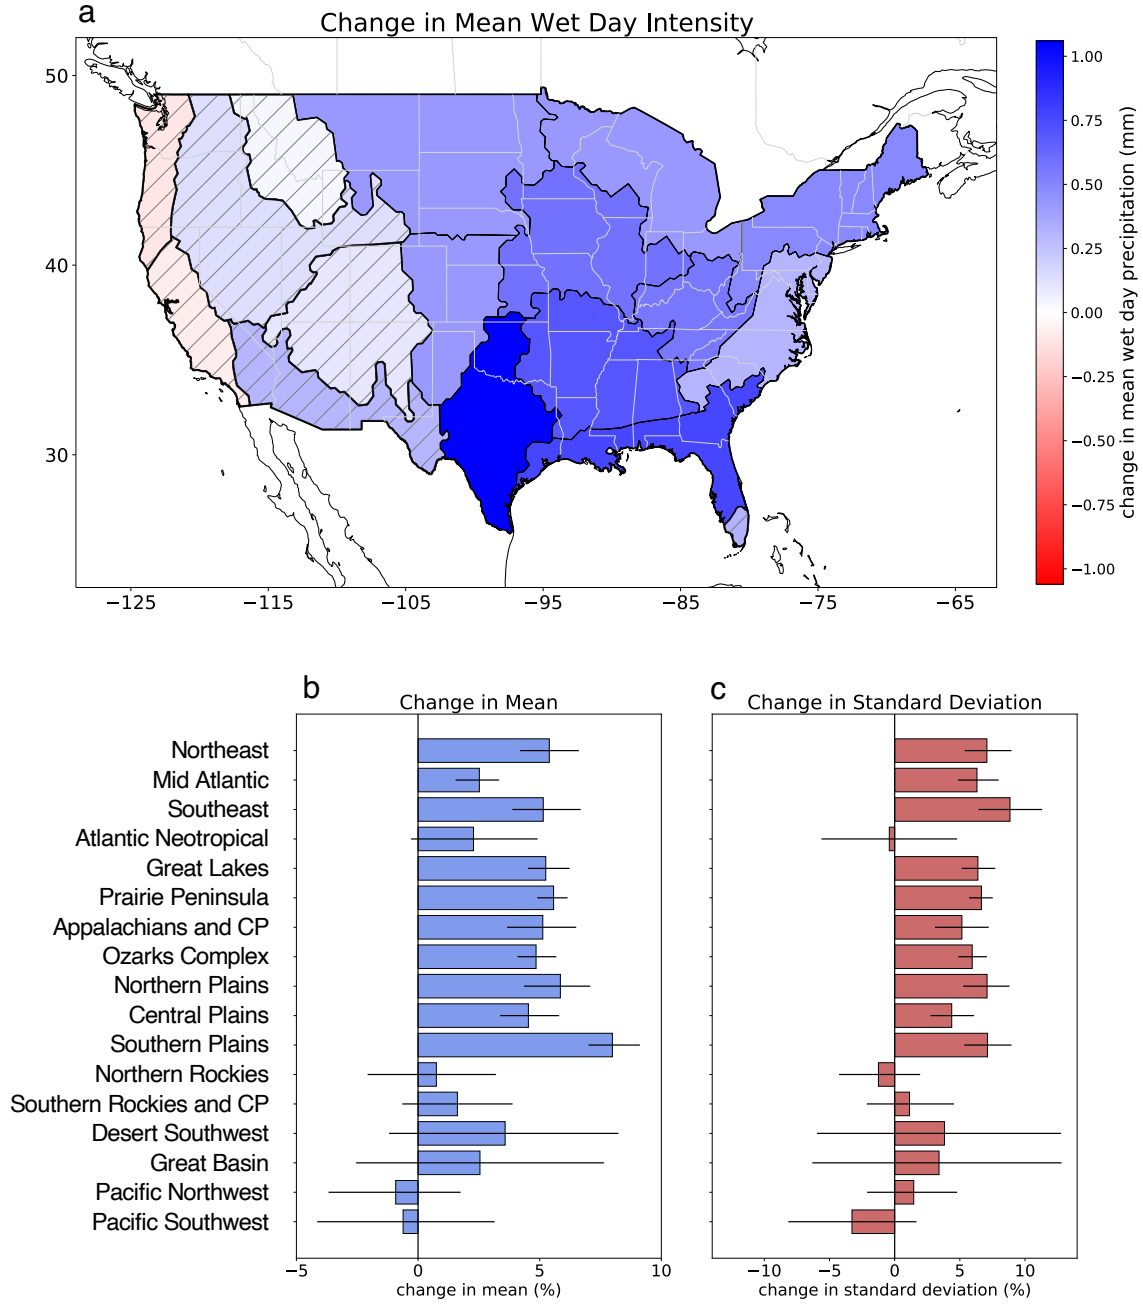 a
Change in Mean Wet Day Intensity
50
40
30
−125
−115
−105
−95
−85
−75
−65
1.00
0.75
0.50
0.25
0.00
−0.25
−0.50
−0.75
−1.00
change in mean wet day precipitation (mm)
b
Change in Mean
Northeast
Mid Atlantic
Southeast
Atlantic Neotropical
Great Lakes
Prairie Peninsula
Appalachians and CP
Ozarks Complex
Northern Plains
Central Plains
Southern Plains
Northern Rockies
Southern Rockies and CP
Desert Southwest
Great Basin
Pacific Northwest
Pacific Southwest
−5
0
5
10
change in mean (%)
c
Change in Standard Deviation
−10
−5
0
5
10
change in standard deviation (%)